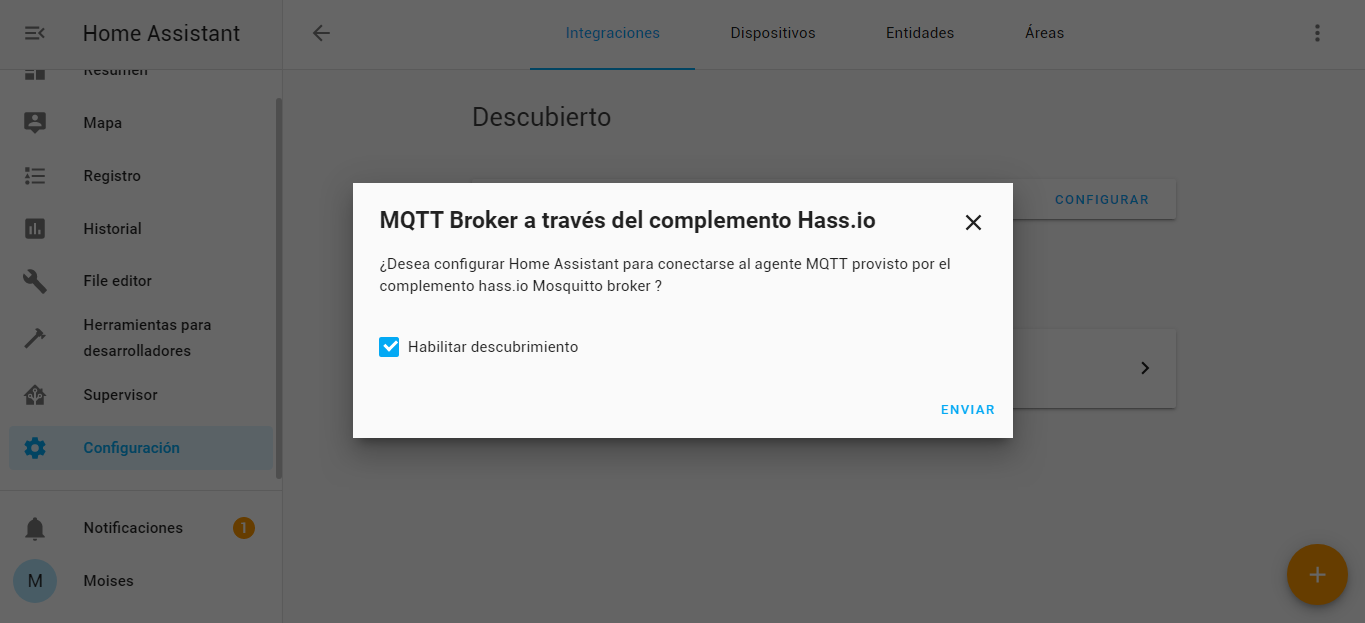 Home Assistant
Integraciones
Dispositivos
Entidades
Áreas
Resumen
Mapa
Registro
Historial
File editor
Herramientas para
desarrolladores
Supervisor
Configuración
Notificaciones
1
M
Moises
Descubierto
CONFIGURAR
MQTT Broker a través del complemento Hass.io
¿Desea configurar Home Assistant para conectarse al agente MQTT provisto por el
complemento hass.io Mosquitto broker ?
Habilitar descubrimiento
ENVIAR